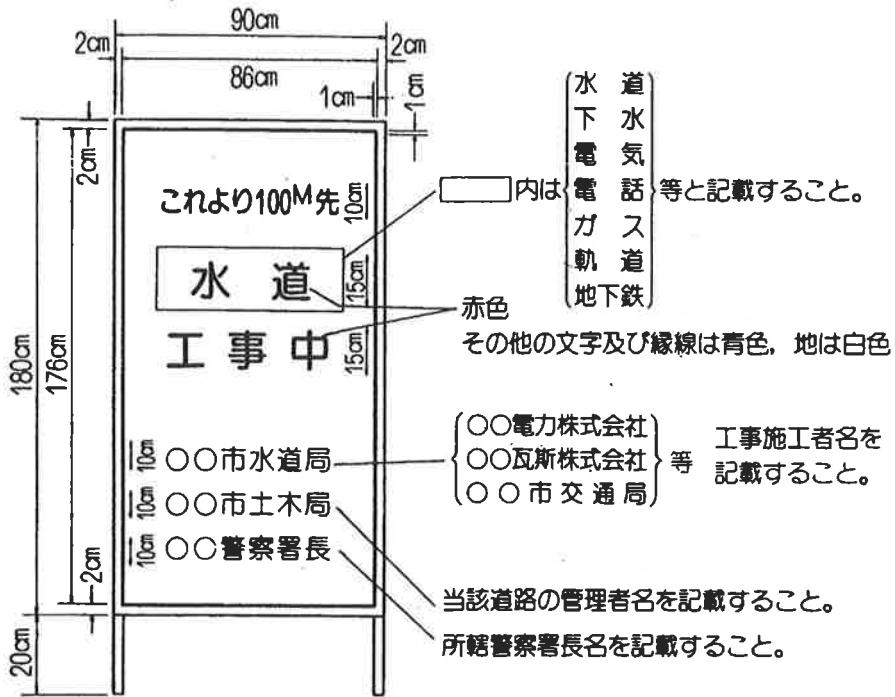 90cm
2cm
2cm
86cm
1cm
1cm
180cm
176cm
2cm
これより100M先
10cm
水道
15cm
工事中
15cm
10cm
○○市水道局
10cm
○○市土木局
10cm
○○警察署長
2cm
20cm
内は
水道
下水
電気
電話
ガス
軌道
地下鉄
等と記載すること。
赤色
その他の文字及び縁線は青色，地は白色
○○電力株式会社
○○瓦斯株式会社
○○市交通局
等
工事施工者名を
記載すること。
当該道路の管理者名を記載すること。
所轄警察署長名を記載すること。